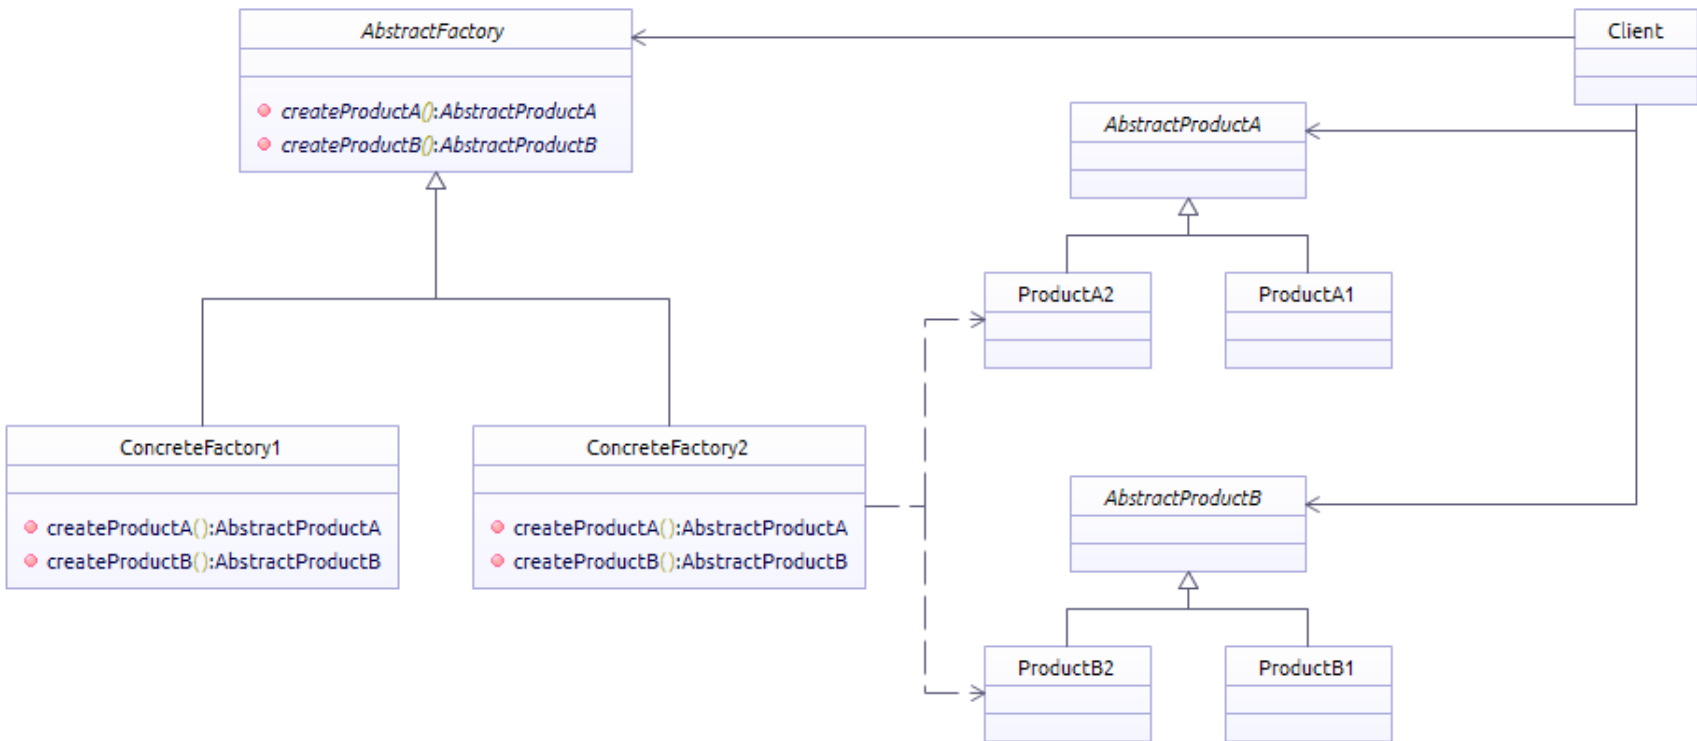 AbstractFactory
createProductA():AbstractProductA
createProductB():AbstractProductB
Client
AbstractProductA
ProductA2
ProductA1
ConcreteFactory1
createProductA():AbstractProductA
createProductB():AbstractProductB
ConcreteFactory2
createProductA():AbstractProductA
createProductB():AbstractProductB
AbstractProductB
ProductB2
ProductB1